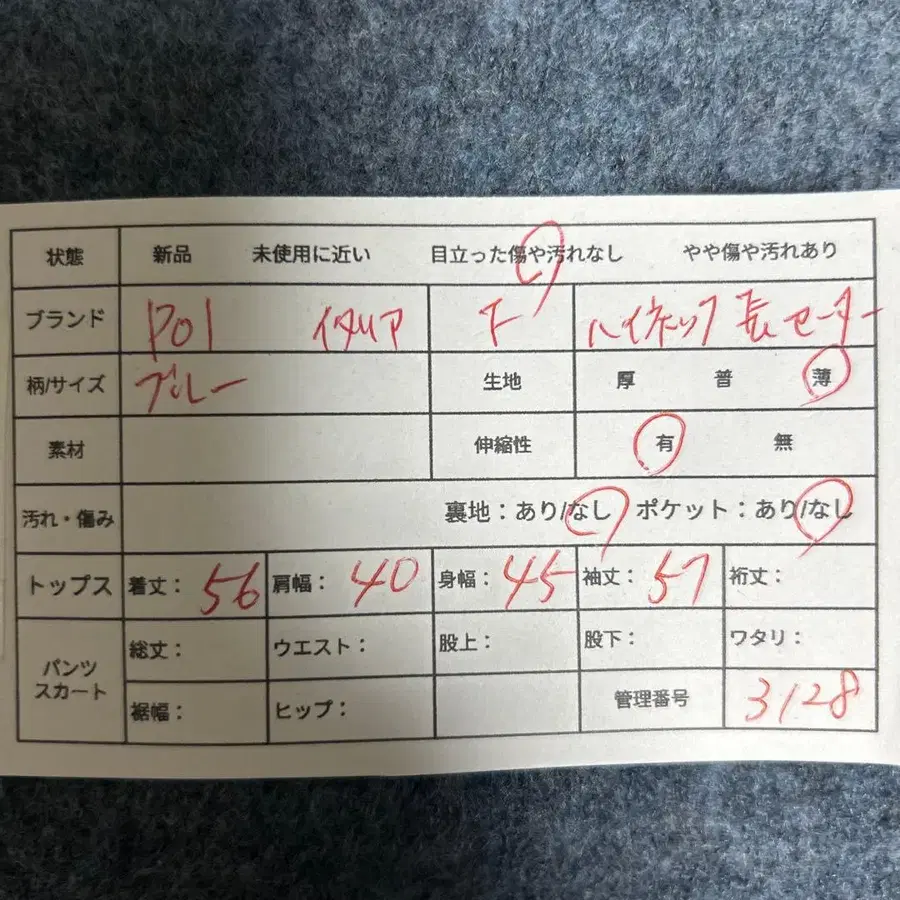 状態 新品 未使用に近い 目立った傷や汚れなし やや傷や汚れあり
ブランド POl イタリア F ハイネック 長 セーター
柄/サイズ ブルー 生地 厚 普 薄
素材 伸縮性 有 無
汚れ・傷み 裏地：あり/なし ポケット：あり/なし
トップス 着丈： 56 肩幅： 40 身幅： 45 袖丈： 57 裄丈：
パンツ スカート 総丈： ウエスト： 股上： 股下： ワタリ：
裾幅： ヒップ： 管理番号 3128